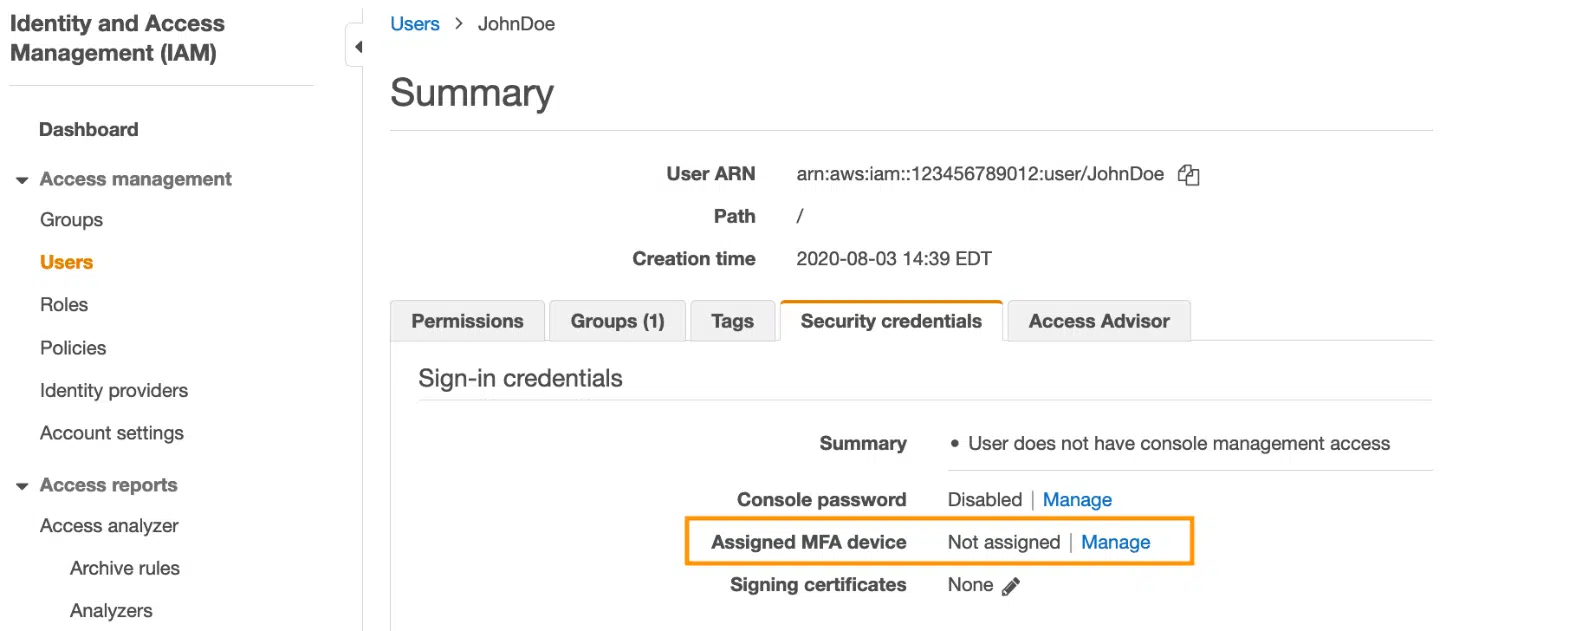 Identity and Access
Management (IAM)
Dashboard
Access management
Groups
Users
Roles
Policies
Identity providers
Account settings
Access reports
Access analyzer
Archive rules
Analyzers
Users > JohnDoe
Summary
User ARN arn:aws:iam::123456789012:user/JohnDoe
Path /
Creation time 2020-08-03 14:39 EDT
Permissions Groups (1) Tags Security credentials Access Advisor
Sign-in credentials
Summary • User does not have console management access
Console password Disabled | Manage
Assigned MFA device Not assigned | Manage
Signing certificates None